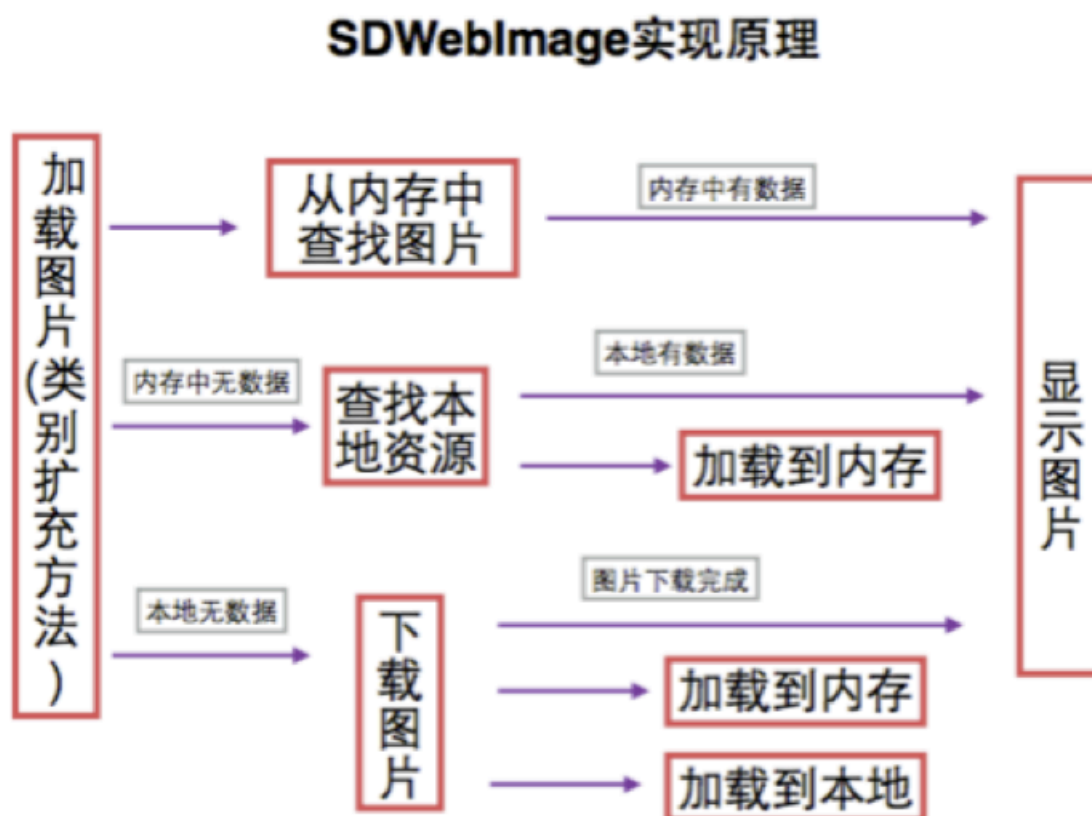 SDWebImage实现原理
加载图片(类别扩充方法)
从内存中
查找图片
内存中有数据
内存中无数据
查找本
地资源
本地有数据
加载到内存
显示图片
本地无数据
下载图片
图片下载完成
加载到内存
加载到本地